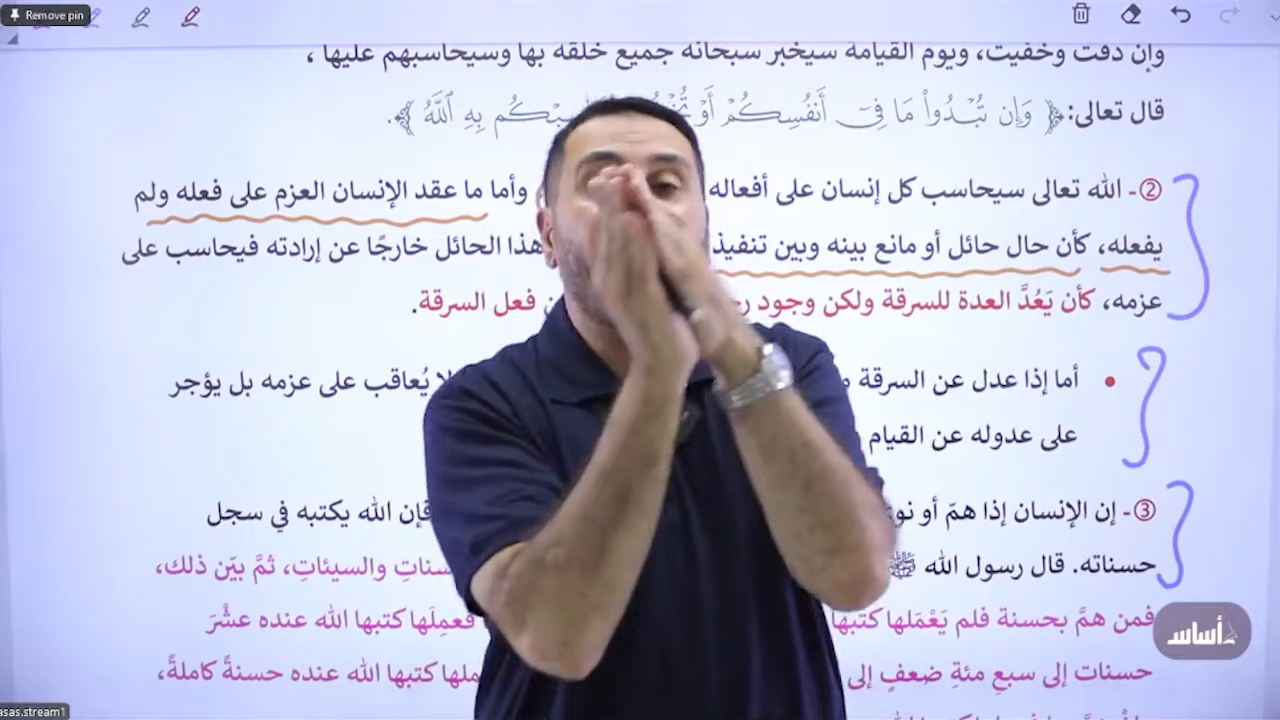 Remove pin
وإن دقت وخفيت، ويوم القيامة سيخبر سبحانه جميع خلقه بها وسيحاسبهم عليها ،
قال تعالى: ﴿ وَإِن تُبْدُوا۟ مَا فِىٓ أَنفُسِكُمْ أَوْ بِهِ ٱللَّهُ ﴾.
②- الله تعالى سيحاسب كل إنسان على أفعاله وأما ما عقد الإنسان العزم على فعله ولم
يفعله، كأن حال حائل أو مانع بينه وبين تنفيذ هذا الحائل خارجًا عن إرادته فيحاسب على
عزمه، كأن يَعُدَّ العدة للسرقة ولكن وجود فعل السرقة.
• أما إذا عدل عن السرقة لا يُعاقب على عزمه بل يؤجر
على عدوله عن القيام
③- إن الإنسان إذا همّ أو فإن الله يكتبه في سجل
حسناته. قال رسول الله ﷺ والسيئاتِ، ثمَّ بيّن ذلك،
فمن همَّ بحسنة فلم يَعْمَلها كتبها فعمِلَها كتبها الله عنده عشْرَ
حسنات إلى سبعِ مئةِ ضعفٍ إلى كتبها الله عنده حسنةً كاملةً،
أساس
asas.stream1